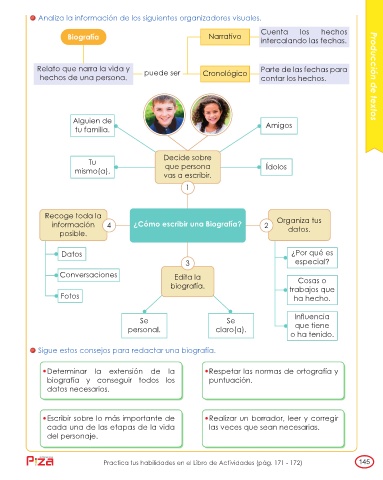 Analiza la información de los siguientes organizadores visuales.
Biografía
Narrativo
Cuenta los hechos
intercalando las fechas.
Relato que narra la vida y
hechos de una persona.
puede ser
Cronológico
Parte de las fechas para
contar los hechos.
Producción de textos
Alguien de
tu familia.
Amigos
Tu
mismo(a).
Decide sobre
que persona
vas a escribir.
Ídolos
1
Recoge toda la
información
posible.
4
¿Cómo escribir una Biografía?
2
Organiza tus
datos.
Datos
Conversaciones
Fotos
3
Edita la
biografía.
Se
personal.
Se
claro(a).
¿Por qué es
especial?
Cosas o
trabajos que
ha hecho.
Influencia
que tiene
o ha tenido.
Sigue estos consejos para redactar una biografía.
Determinar la extensión de la
biografía y conseguir todos los
datos necesarios.
Respetar las normas de ortografía y
puntuación.
Escribir sobre lo más importante de
cada una de las etapas de la vida
del personaje.
Realizar un borrador, leer y corregir
las veces que sean necesarias.
Practica tus habilidades en el Libro de Actividades (pág. 171 - 172)
145